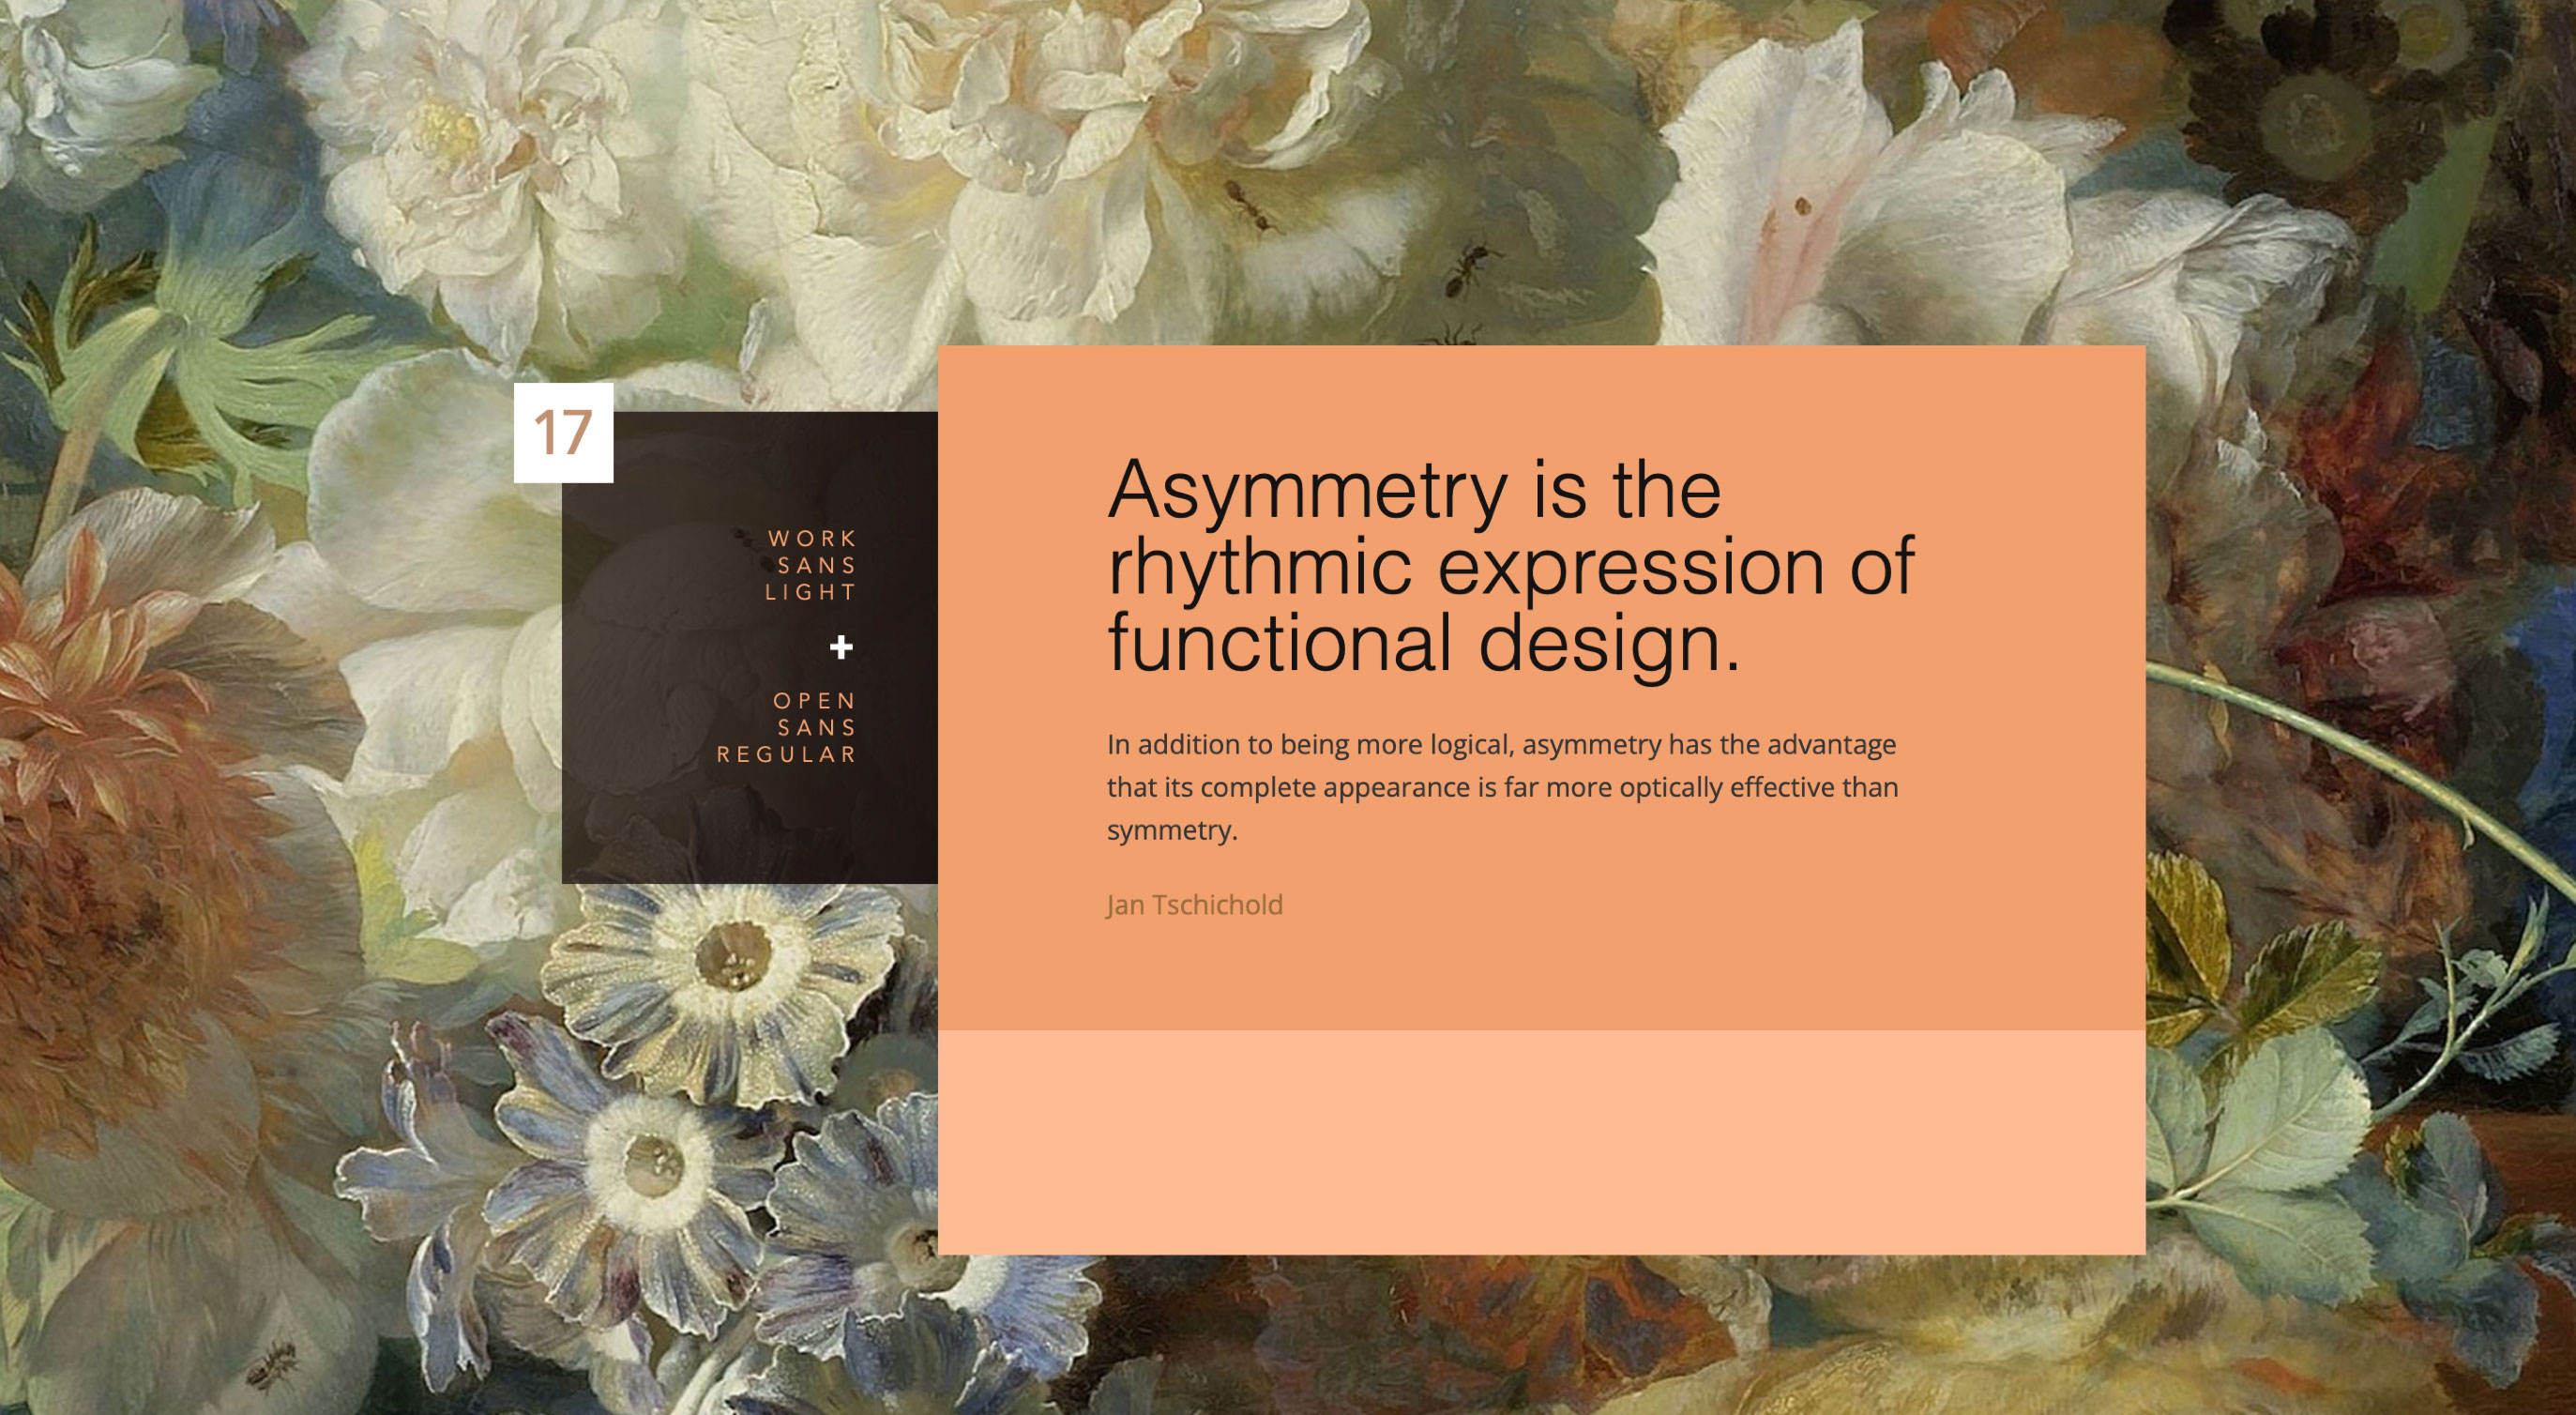 17
WORK
SANS
LIGHT
+
OPEN
SANS
REGULAR
Asymmetry is the
rhythmic expression of
functional design.
In addition to being more logical, asymmetry has the advantage
that its complete appearance is far more optically effective than
symmetry.
Jan Tschichold